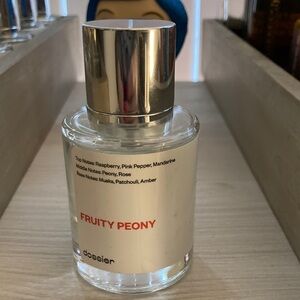 Top Notes: Raspberry, Pink Pepper, Mandarine
Middle Notes: Peony, Rose
Base Notes: Musks, Patchouli, Amber
FRUITY PEONY
dossier